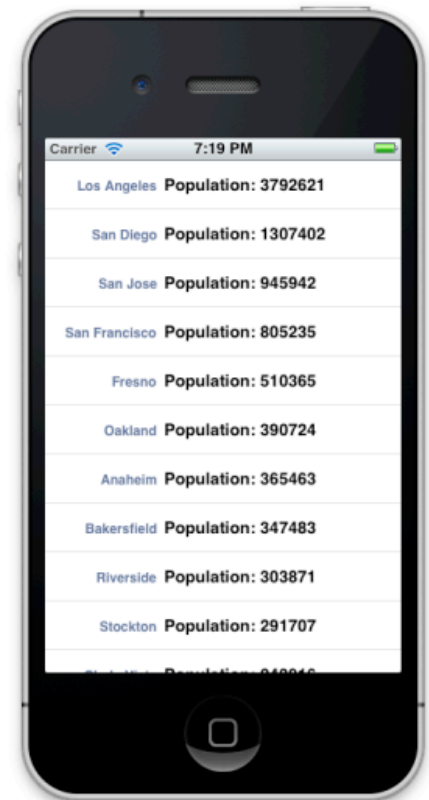 Carrier 7:19 PM
Los Angeles Population: 3792621
San Diego Population: 1307402
San Jose Population: 945942
San Francisco Population: 805235
Fresno Population: 510365
Oakland Population: 390724
Anaheim Population: 365463
Bakersfield Population: 347483
Riverside Population: 303871
Stockton Population: 291707